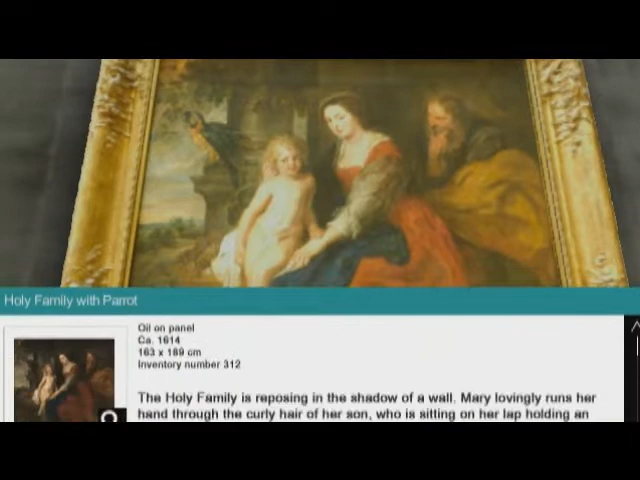 Holy Family with Parrot
Oil on panel
Ca. 1614
163 x 189 cm
Inventory number 312
The Holy Family is reposing in the shadow of a wall. Mary lovingly runs her
hand through the curly hair of her son, who is sitting on her lap holding an